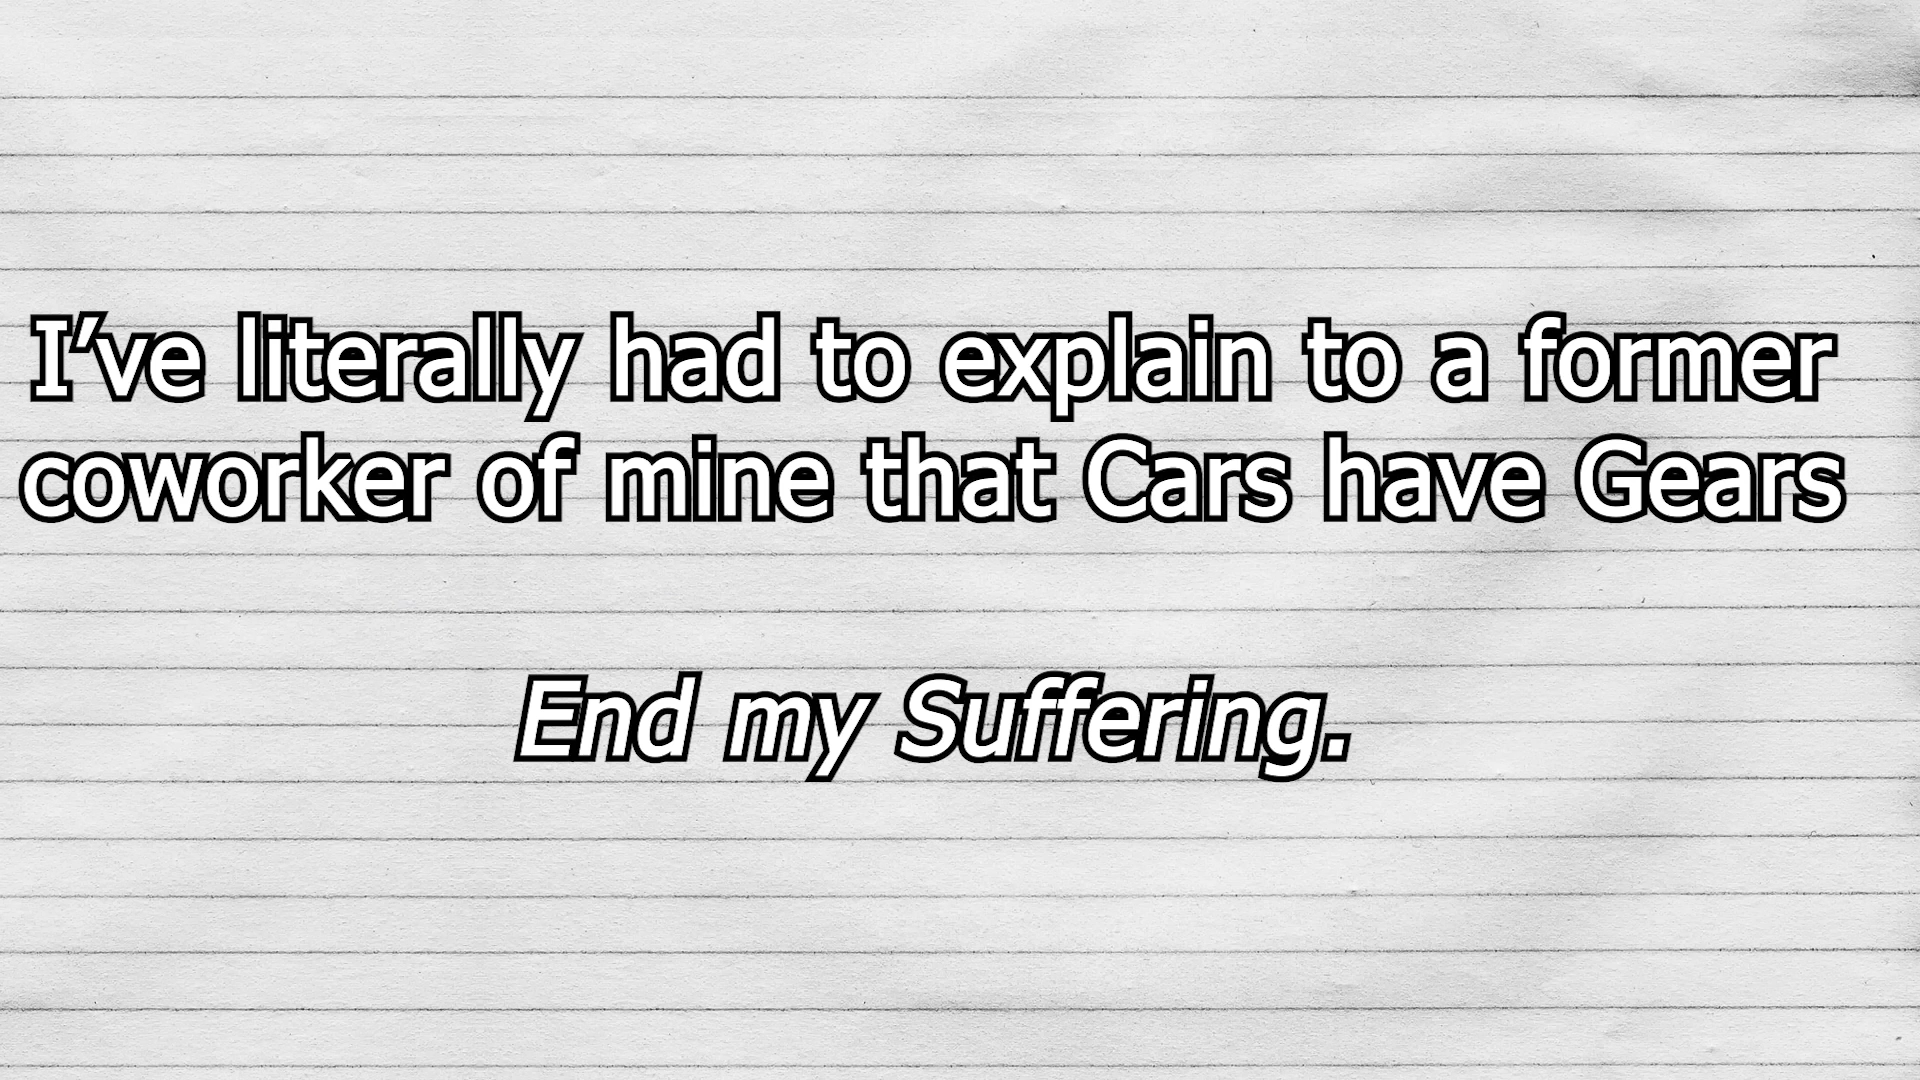 I’ve literally had to explain to a former
coworker of mine that Cars have Gears
End my Suffering.